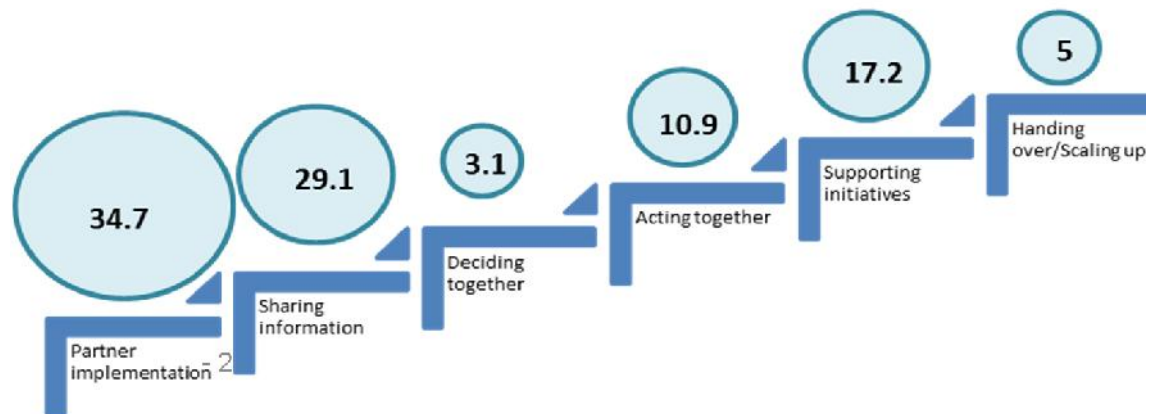 34.7
Partner
implementation
- 2
29.1
Sharing
information
3.1
Deciding
together
10.9
Acting together
17.2
Supporting
initiatives
5
Handing
over/Scaling up